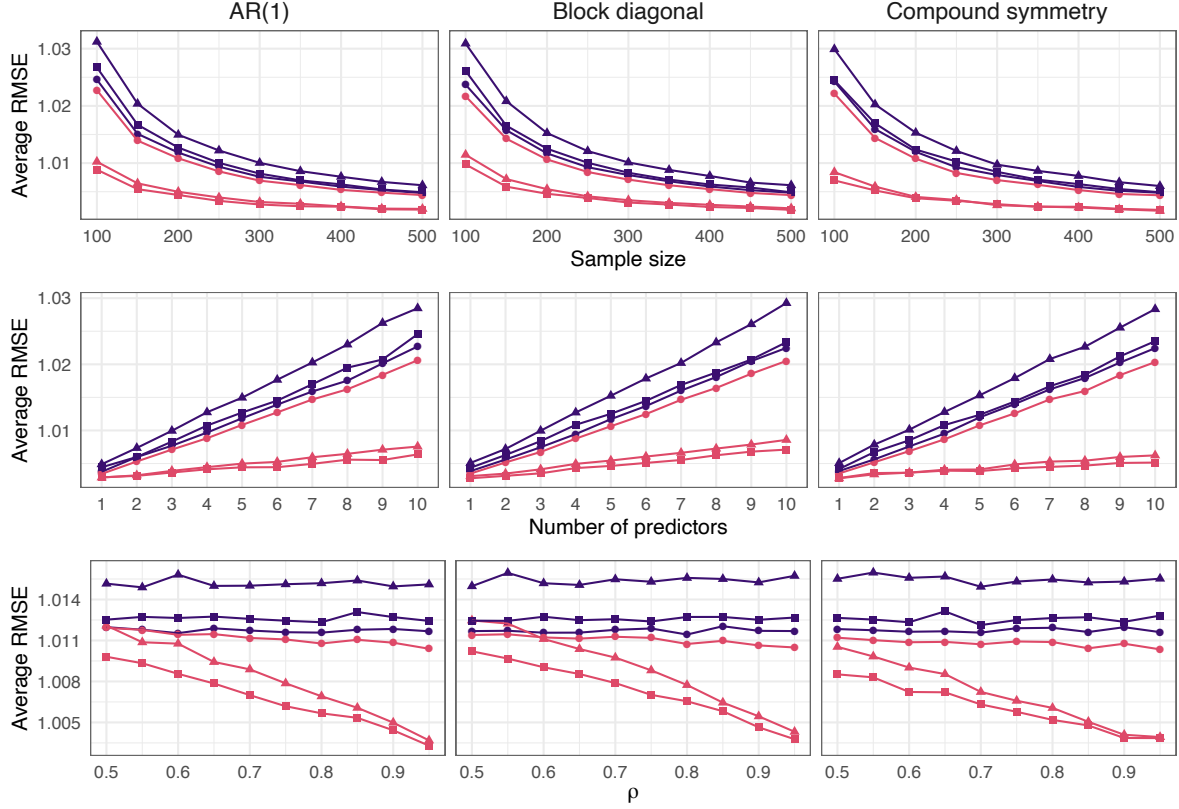 AR(1) Block diagonal Compound symmetry
Average RMSE
1.03
1.02
1.01
100 200 300 400 500 100 200 300 400 500 100 200 300 400 500
Sample size
Average RMSE
1.03
1.02
1.01
1 2 3 4 5 6 7 8 9 10 1 2 3 4 5 6 7 8 9 10 1 2 3 4 5 6 7 8 9 10
Number of predictors
Average RMSE
1.014
1.011
1.008
1.005
0.5 0.6 0.7 0.8 0.9 0.5 0.6 0.7 0.8 0.9 0.5 0.6 0.7 0.8 0.9
ρ